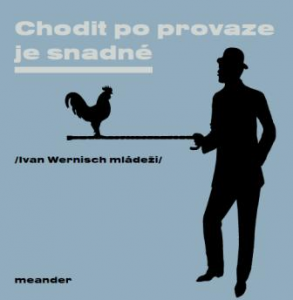 Chodit po provaze
je snadné
/Ivan Wernisch mládeži/
meander